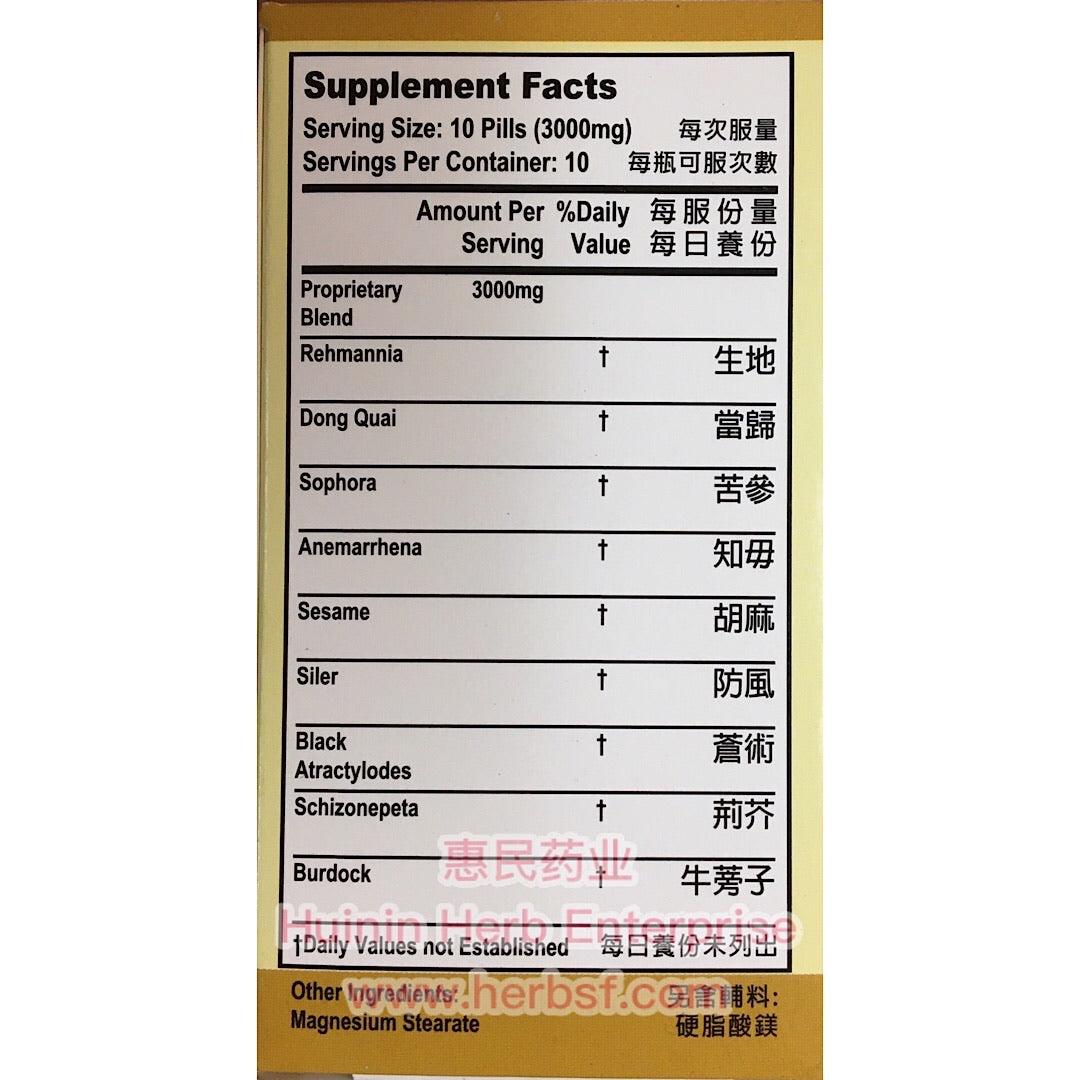 Supplement Facts
Serving Size: 10 Pills (3000mg) 每次服量
Servings Per Container: 10 每瓶可服次數
Amount Per %Daily 每服份量
Serving Value 每日養份
Proprietary 3000mg
Blend
Rehmannia † 生地
Dong Quai † 當歸
Sophora † 苦參
Anemarrhena † 知毋
Sesame † 胡麻
Siler † 防風
Black † 蒼術
Atractylodes
Schizonepeta † 荊芥
惠民药业
Burdock † 牛蒡子
Huinin Herb Enterprise
†Daily Values not Established 每日養份未列出
www.herbsf.com
Other Ingredients: 另含輔料:
Magnesium Stearate 硬脂酸鎂